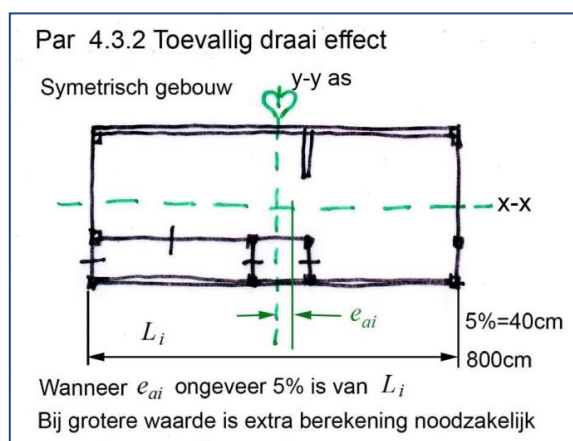 Par 4.3.2 Toevallig draai effect
Symetrisch gebouw
y-y as
x-x
e_ai
5%=40cm
L_i
800cm
Wanneer e_ai ongeveer 5% is van L_i
Bij grotere waarde is extra berekening noodzakelijk